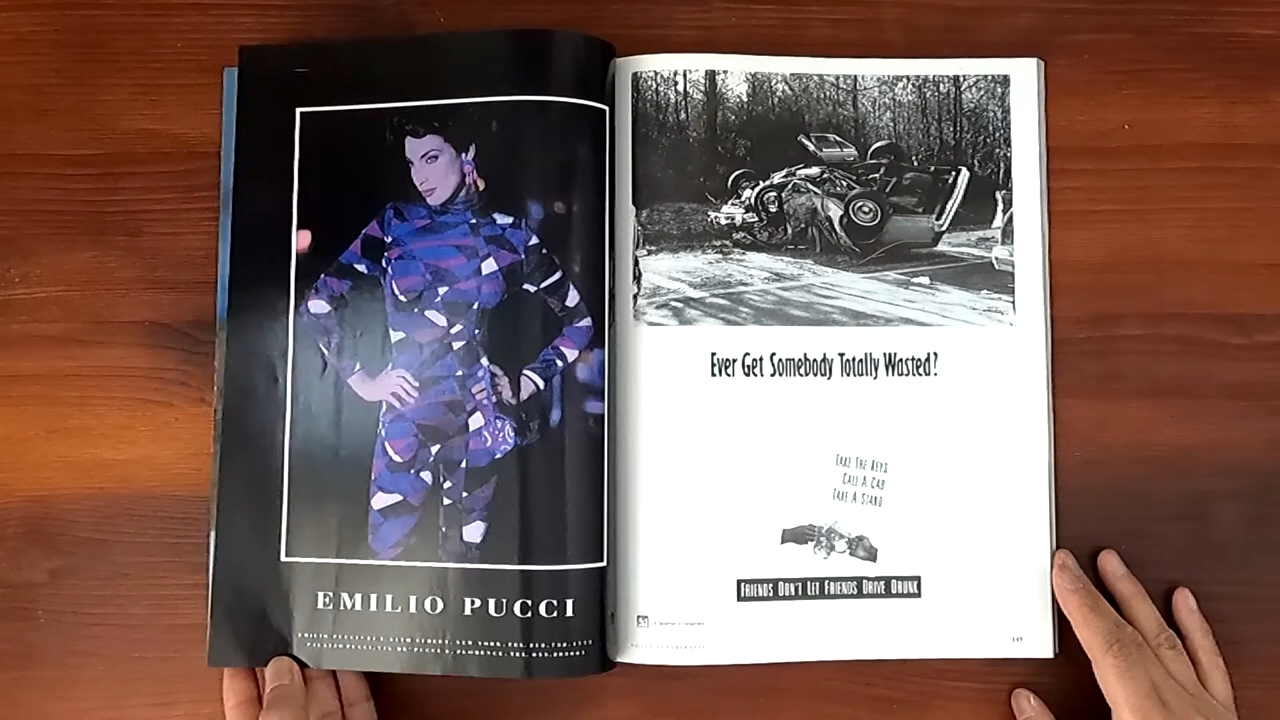 EMILIO PUCCI
EVER GET SOMEBODY TOTALLY WASTED?
TAKE THE KEYS
CALL A CAB
TAKE A STAND
FRIENDS DON'T LET FRIENDS DRIVE DRUNK
149